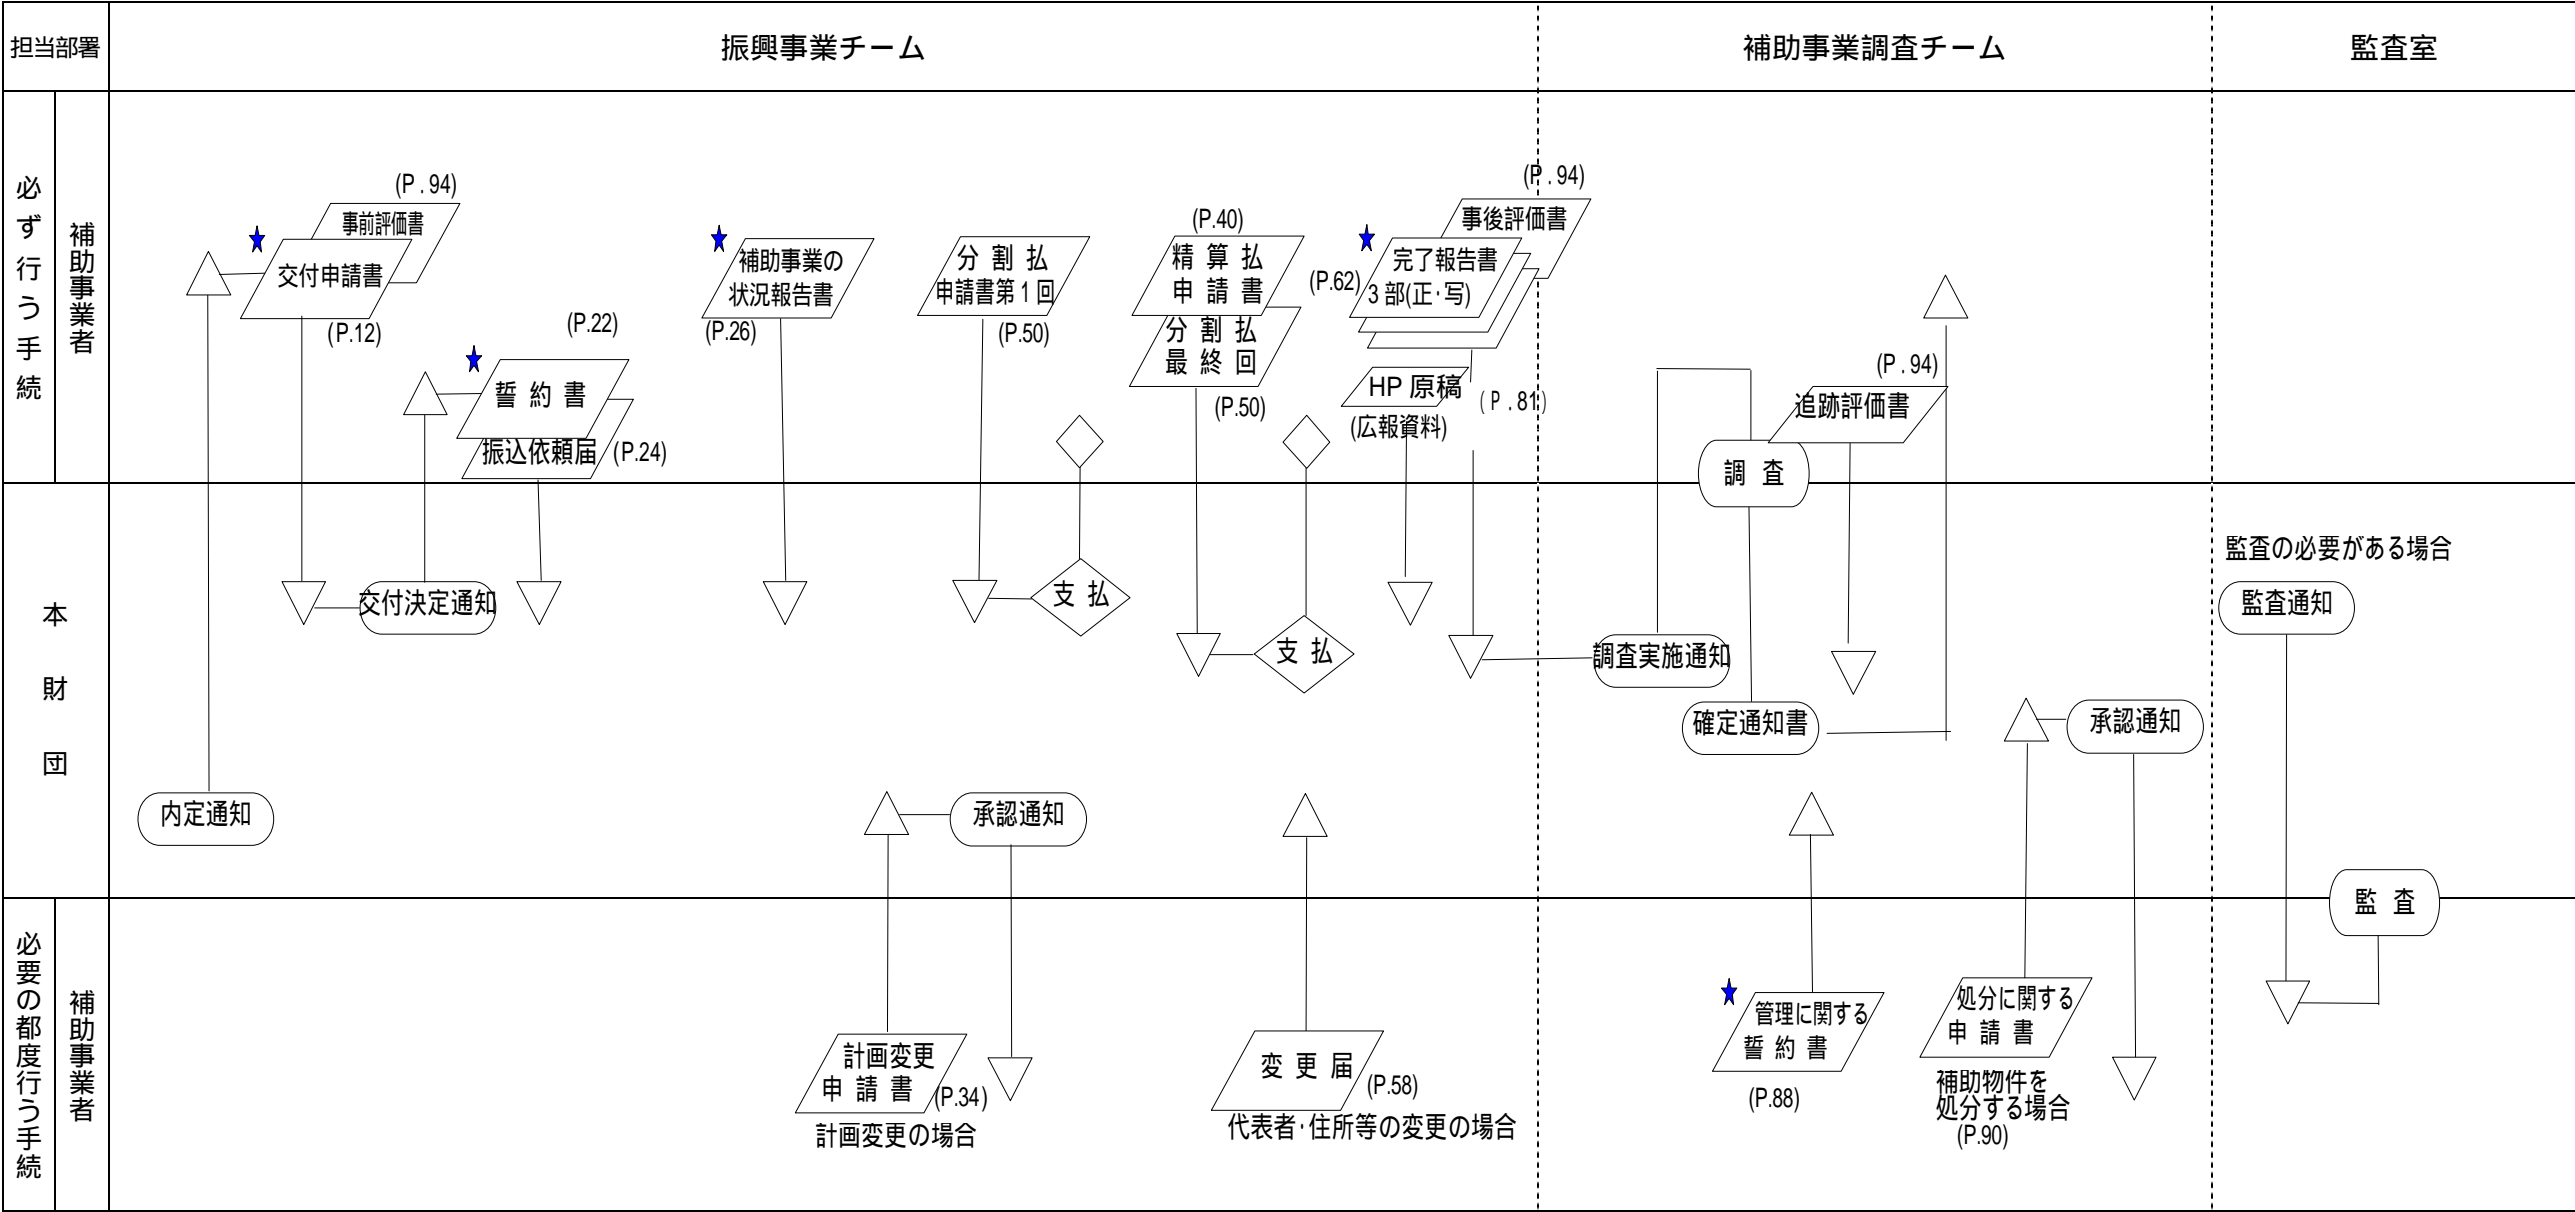 担当部署
振興事業チーム
補助事業調査チーム
監査室
必ず行う手続
補助事業者
(P.94)
事前評価書
交付申請書
(P.12)
(P.22)
誓約書
振込依頼届
(P.24)
補助事業の
状況報告書
(P.26)
分割払
申請書第1回
(P.50)
(P.40)
精算払
申請書
分割払
最終回
(P.50)
(P.94)
事後評価書
完了報告書
3部(正・写)
(P.62)
HP原稿
(広報資料)
(P.81)
調査
(P.94)
追跡評価書
本財団
内定通知
交付決定通知
支払
支払
調査実施通知
確定通知書
承認通知
承認通知
監査の必要がある場合
監査通知
監査
必要の都度行う手続
補助事業者
計画変更
申請書
(P.34)
計画変更の場合
変更届
(P.58)
代表者・住所等の変更の場合
管理に関する
誓約書
(P.88)
処分に関する
申請書
補助物件を
処分する場合
(P.90)